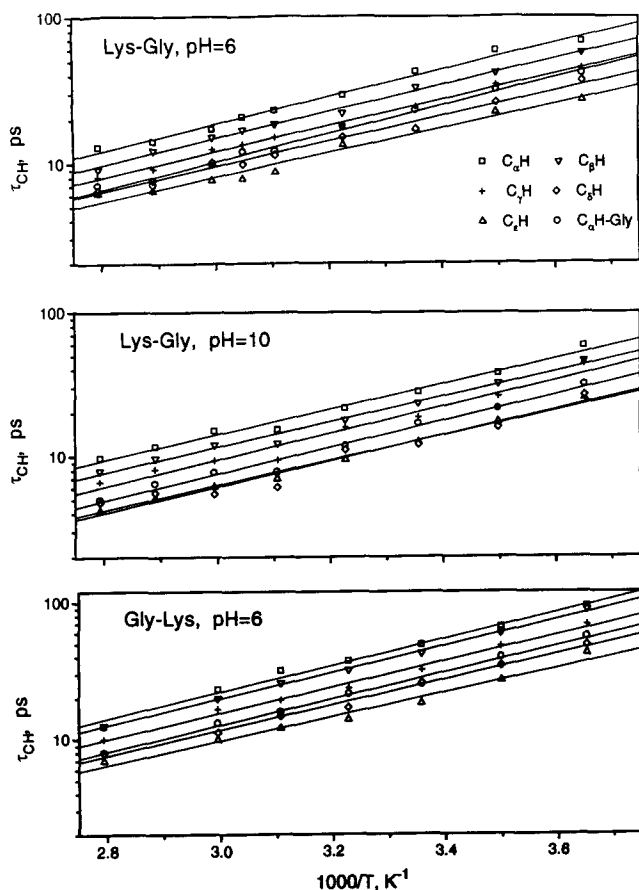 Lys-Gly, pH=6
100
10
τCH, ps
□ CαH ▽ CβH
+ CγH ◇ CδH
△ CεH ○ CαH-Gly
Lys-Gly, pH=10
100
10
τCH, ps
Gly-Lys, pH=6
100
10
τCH, ps
2.8 3.0 3.2 3.4 3.6
1000/T, K-1